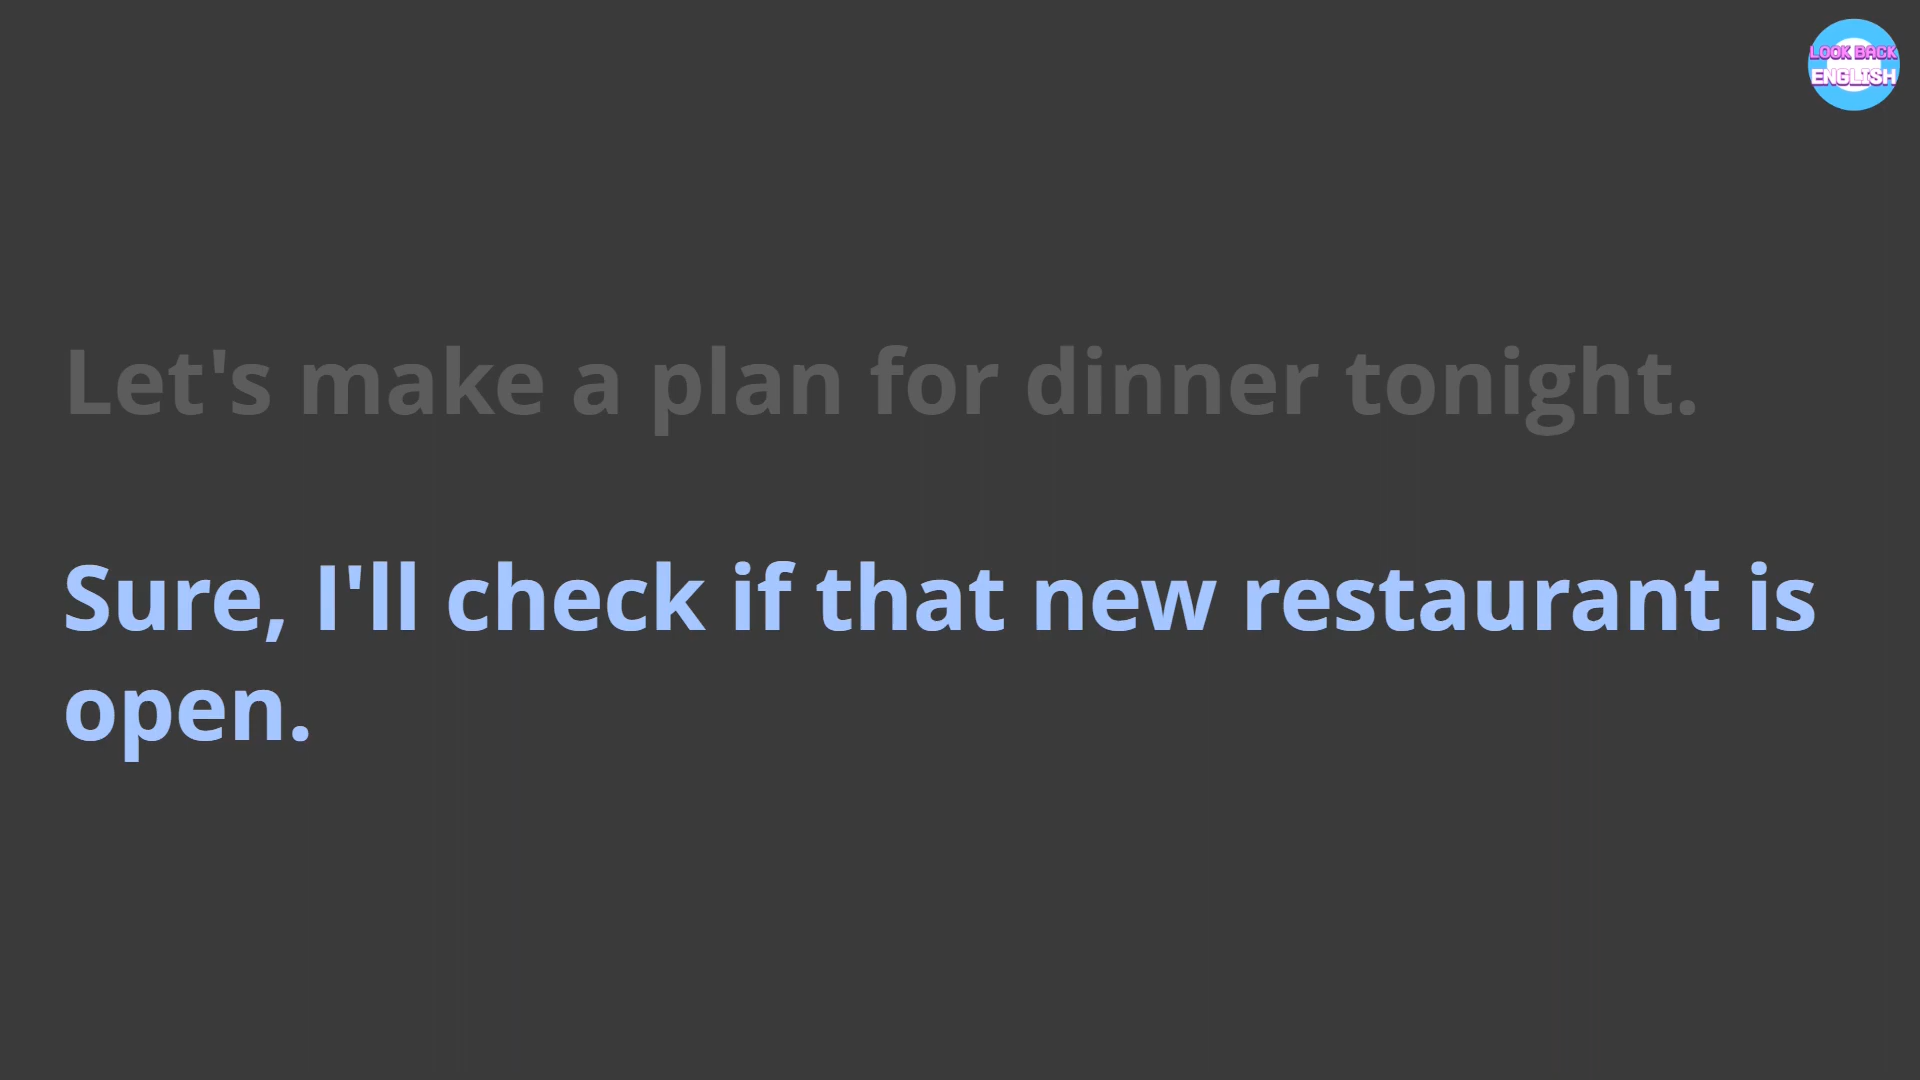 LOOK BACK
ENGLISH
Let's make a plan for dinner tonight.
Sure, I'll check if that new restaurant is
open.